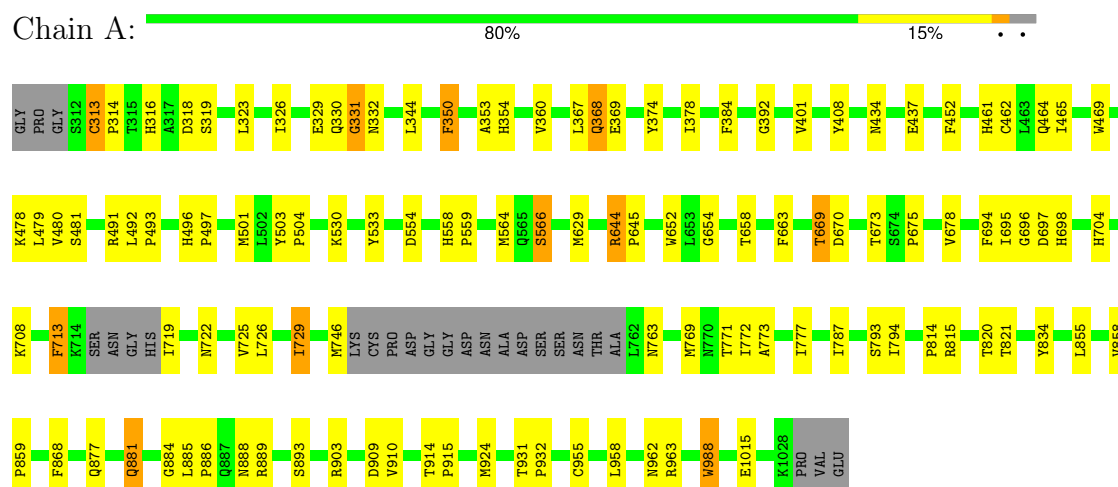 Chain A:
80% 15% • •
GLY PRO GLY S312 C313 P314 T315 H316 A317 D318 S319 L323 I326 E329 Q330 G331 N332 L344 F350 A353 H354 V360 L367 Q368 E369 Y374 I378 F384 G392 V401 Y408 N434 E437 F452 H461 C462 L463 Q464 I465 W469
K478 L479 V480 S481 R491 L492 P493 H496 P497 M501 L502 Y503 P504 K530 Y533 D554 H558 P559 M564 Q565 S566 M629 R644 P645 W652 L653 G654 T658 F663 T669 D670 T673 S674 P675 V678 F694 I695 G696 D697 H698 H704
K708 F713 K714 SER ASN GLY HIS I719 N722 V725 L726 I729 M746 LYS CYS PRO ASP GLY GLY ASP ASN ALA ASP SER SER ASN THR ALA L762 N763 M769 N770 T771 I772 A773 I777 I787 S793 I794 P814 R815 T820 T821 Y834 L855 V858
P859 F868 Q877 Q881 G884 L885 P886 Q887 N888 R889 S893 R903 D909 V910 T914 P915 M924 T931 P932 C955 L958 N962 R963 W988 E1015 K1028 PRO VAL GLU